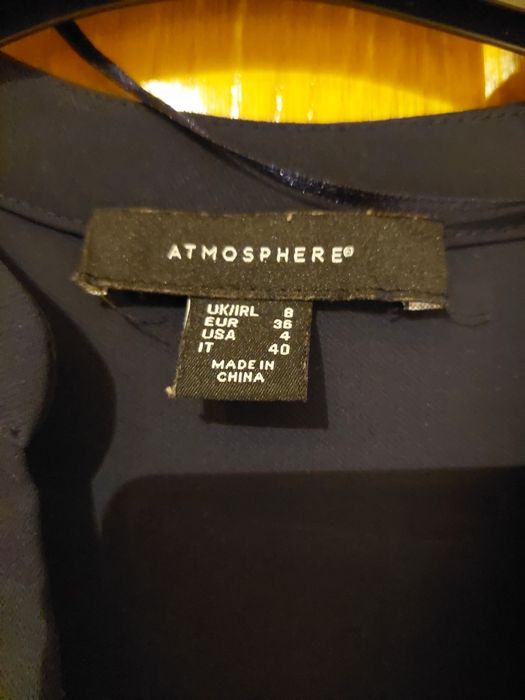 ATMOSPHERE®
UK/IRL 8
EUR 36
USA 4
IT 40
MADE IN
CHINA